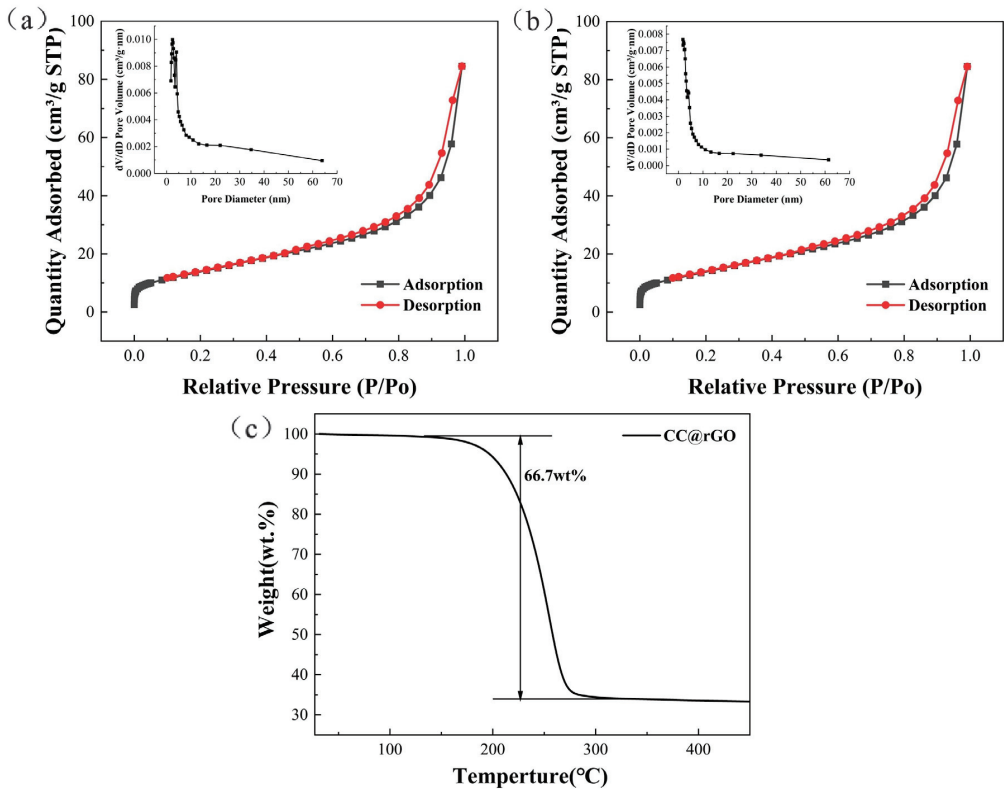 （a）
Quantity Adsorbed (cm³/g STP)
100
80
60
40
20
0
0.0 0.2 0.4 0.6 0.8 1.0
Relative Pressure (P/Po)
Adsorption
Desorption
dV/dD Pore Volume (cm³/g·nm)
0.010
0.008
0.006
0.004
0.002
0.000
0 10 20 30 40 50 60 70
Pore Diameter (nm)
（b）
Quantity Adsorbed (cm³/g STP)
100
80
60
40
20
0
0.0 0.2 0.4 0.6 0.8 1.0
Relative Pressure (P/Po)
Adsorption
Desorption
dV/dD Pore Volume (cm³/g·nm)
0.008
0.007
0.006
0.005
0.004
0.003
0.002
0.001
0.000
0 10 20 30 40 50 60 70
Pore Diameter (nm)
（c）
Weight(wt.%)
100
90
80
70
60
50
40
30
100 200 300 400
Temperture(°C)
CC@rGO
66.7wt%